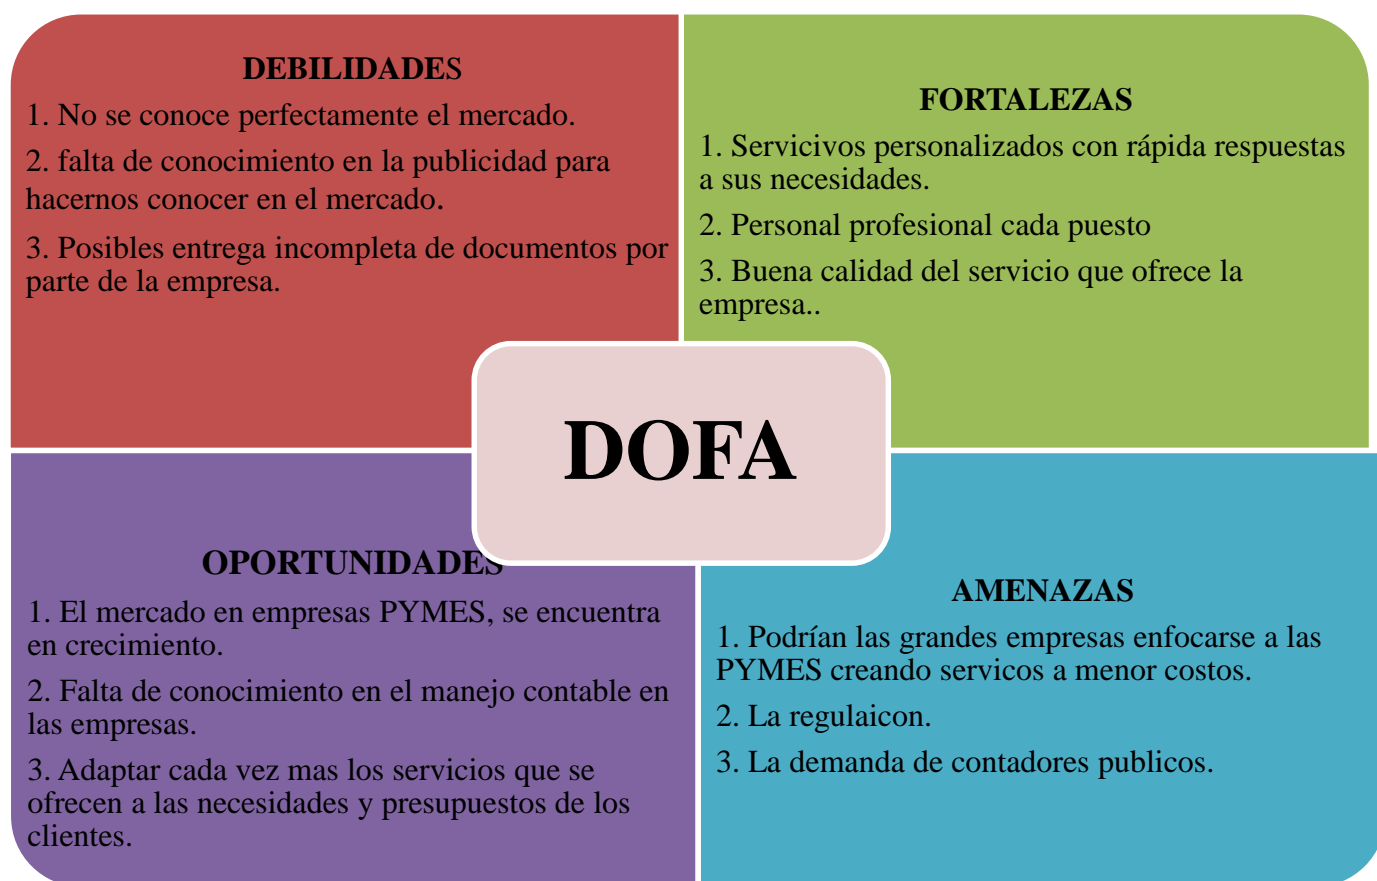 DEBILIDADES
1. No se conoce perfectamente el mercado.
2. falta de conocimiento en la publicidad para
hacernos conocer en el mercado.
3. Posibles entrega incompleta de documentos por
parte de la empresa.
FORTALEZAS
1. Servicivos personalizados con rápida respuestas
a sus necesidades.
2. Personal profesional cada puesto
3. Buena calidad del servicio que ofrece la
empresa..
DOFA
OPORTUNIDADES
1. El mercado en empresas PYMES, se encuentra
en crecimiento.
2. Falta de conocimiento en el manejo contable en
las empresas.
3. Adaptar cada vez mas los servicios que se
ofrecen a las necesidades y presupuestos de los
clientes.
AMENAZAS
1. Podrían las grandes empresas enfocarse a las
PYMES creando servicos a menor costos.
2. La regulaicon.
3. La demanda de contadores publicos.